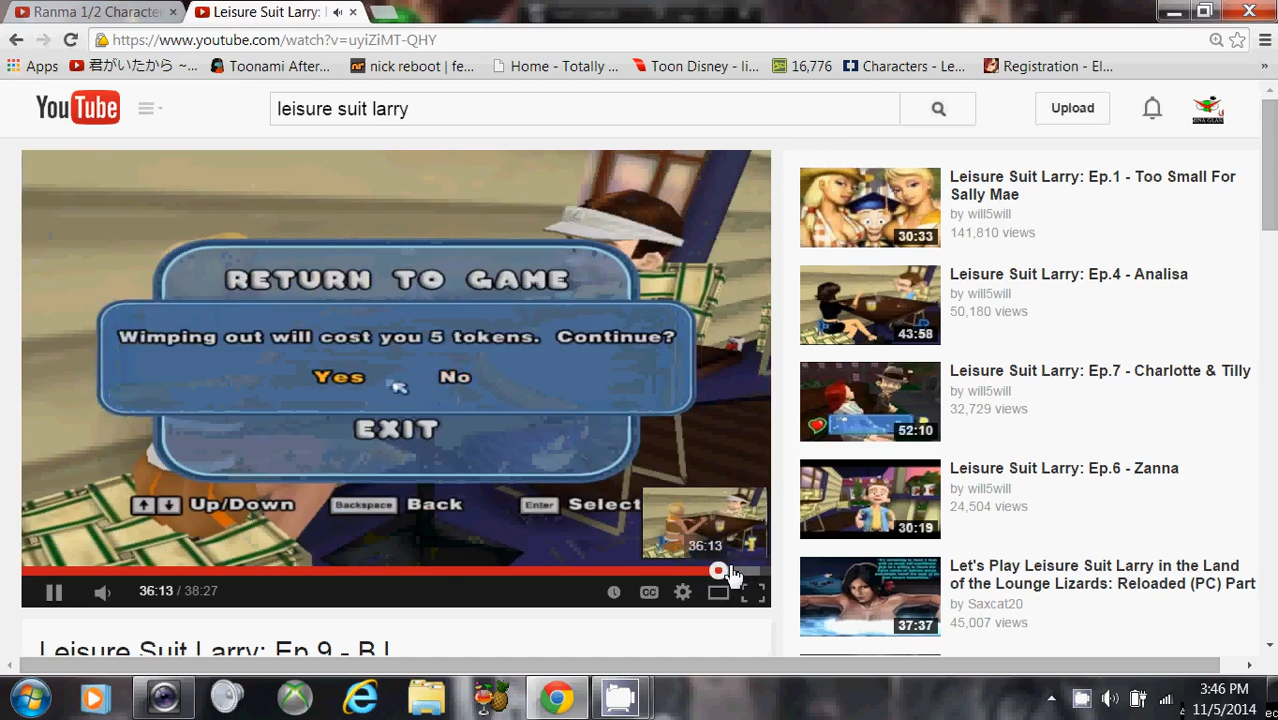 Ranma 1/2 Character
Leisure Suit Larry:
https://www.youtube.com/watch?v=uyiZiMT-QHY
Apps
君がいたから ~...
Toonami After...
nick reboot | fe...
Home - Totally ...
Toon Disney - li...
16,776
Characters - Le...
Registration - El...
»
YouTube
leisure suit larry
Upload
RETURN TO GAME
Wimping out will cost you 5 tokens. Continue?
Yes No
EXIT
Up/Down Backspace Back Enter Select
36:13
36:13 / 38:27
CC
Leisure Suit Larry: Ep.9 - BJ
Leisure Suit Larry: Ep.1 - Too Small For
Sally Mae
by will5will
141,810 views
30:33
Leisure Suit Larry: Ep.4 - Analisa
by will5will
50,180 views
43:58
Leisure Suit Larry: Ep.7 - Charlotte & Tilly
by will5will
32,729 views
52:10
Leisure Suit Larry: Ep.6 - Zanna
by will5will
24,504 views
30:19
Let's Play Leisure Suit Larry in the Land
of the Lounge Lizards: Reloaded (PC) Part
by Saxcat20
45,007 views
37:37
3:46 PM
11/5/2014